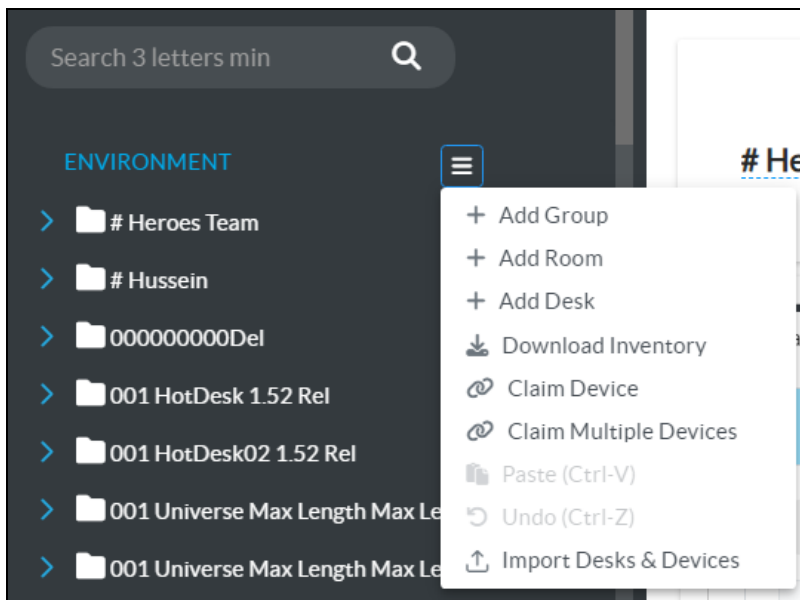 Search 3 letters min
ENVIRONMENT
# Heroes Team
# Hussein
000000000Del
001 HotDesk 1.52 Rel
001 HotDesk02 1.52 Rel
001 Universe Max Length Max Le
001 Universe Max Length Max Le
Add Group
Add Room
Add Desk
Download Inventory
Claim Device
Claim Multiple Devices
Paste (Ctrl-V)
Undo (Ctrl-Z)
Import Desks & Devices
# He